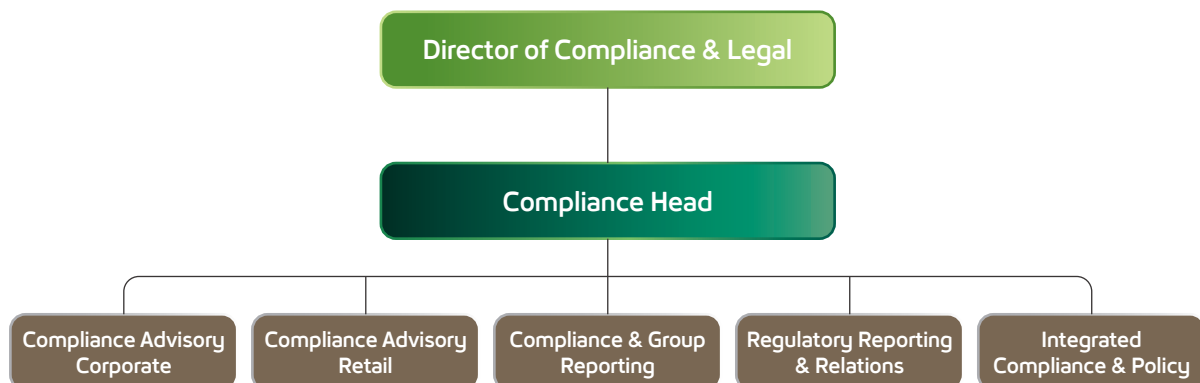 Director of Compliance & Legal
Compliance Head
Compliance Advisory
Corporate
Compliance Advisory
Retail
Compliance & Group
Reporting
Regulatory Reporting
& Relations
Integrated
Compliance & Policy